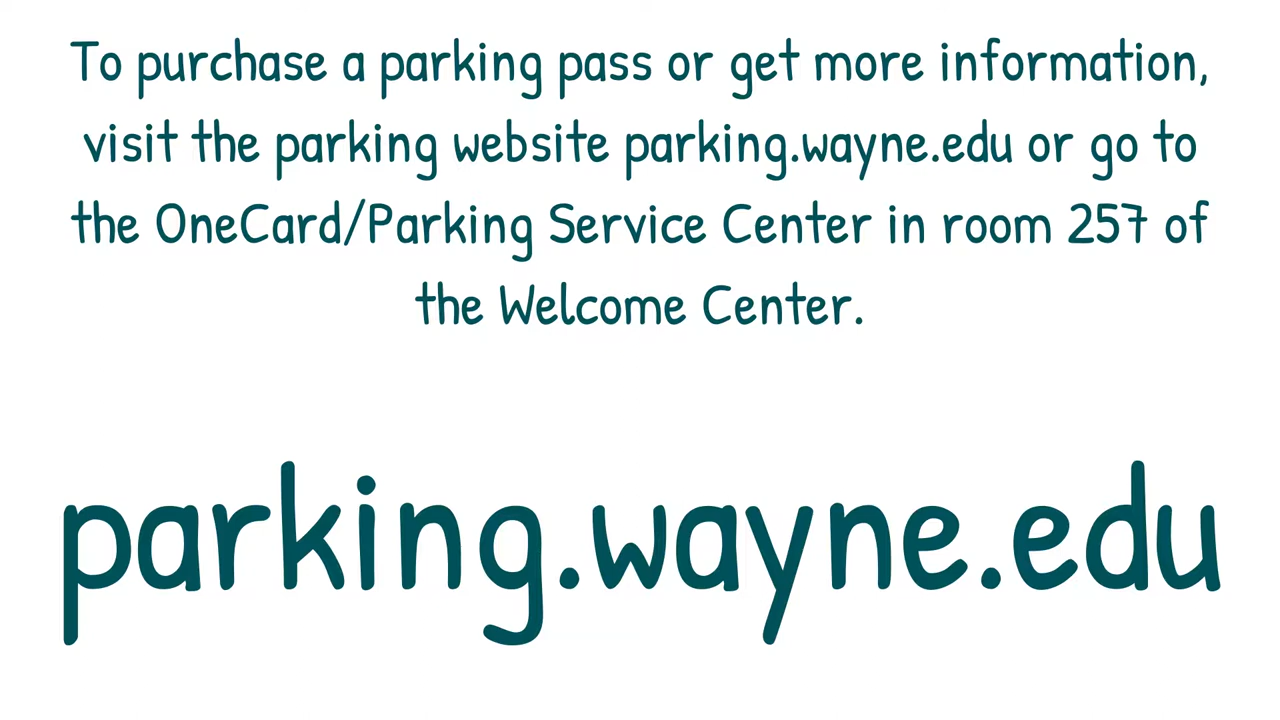 To purchase a parking pass or get more information,
visit the parking website parking.wayne.edu or go to
the OneCard/Parking Service Center in room 257 of
the Welcome Center.
parking.wayne.edu